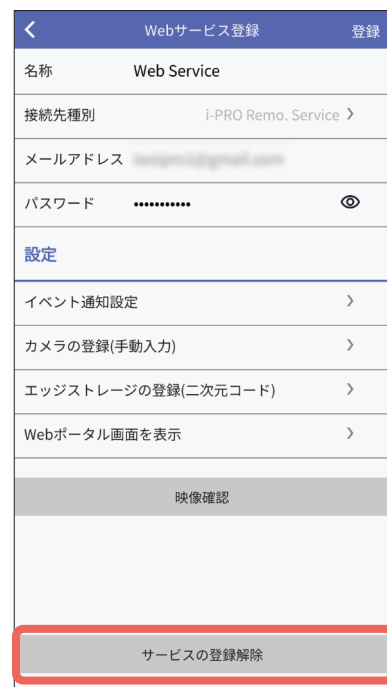 Webサービス登録 登録
名称 Web Service
接続先種別 i-PRO Remo. Service
メールアドレス
パスワード •••••••••••
設定
イベント通知設定
カメラの登録(手動入力)
エッジストレージの登録(二次元コード)
Webポータル画面を表示
映像確認
サービスの登録解除